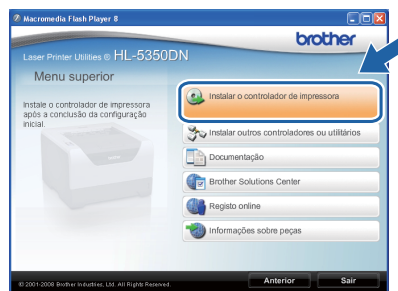 Macromedia Flash Player 8
brother
Laser Printer Utilities © HL-5350DN
Menu superior
Instale o controlador de impressora
após a conclusão da configuração
inicial.
Instalar o controlador de impressora
Instalar outros controladores ou utilitários
Documentação
Brother Solutions Center
Registo online
Informações sobre peças
© 2001-2008 Brother Industries, Ltd. All Rights Reserved.
Anterior
Sair